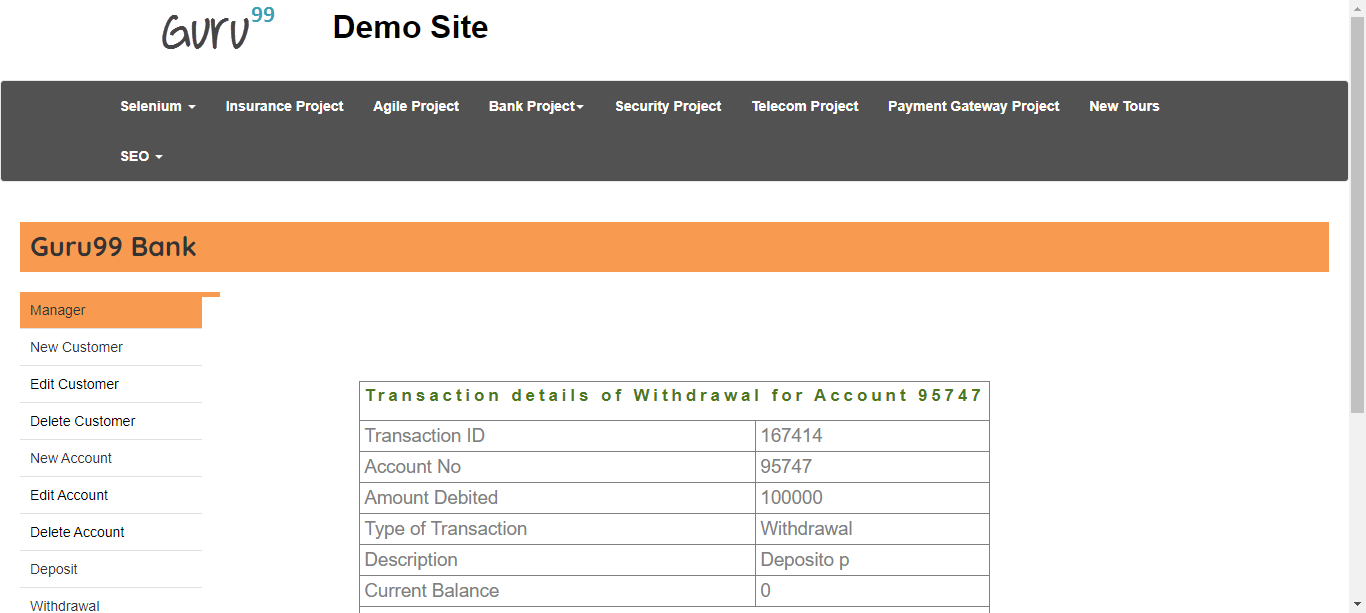 Guru99 Demo Site
Selenium Insurance Project Agile Project Bank Project Security Project Telecom Project Payment Gateway Project New Tours
SEO
Guru99 Bank
Manager
New Customer
Edit Customer
Delete Customer
New Account
Edit Account
Delete Account
Deposit
Withdrawal
Transaction details of Withdrawal for Account 95747
Transaction ID 167414
Account No 95747
Amount Debited 100000
Type of Transaction Withdrawal
Description Deposito p
Current Balance 0